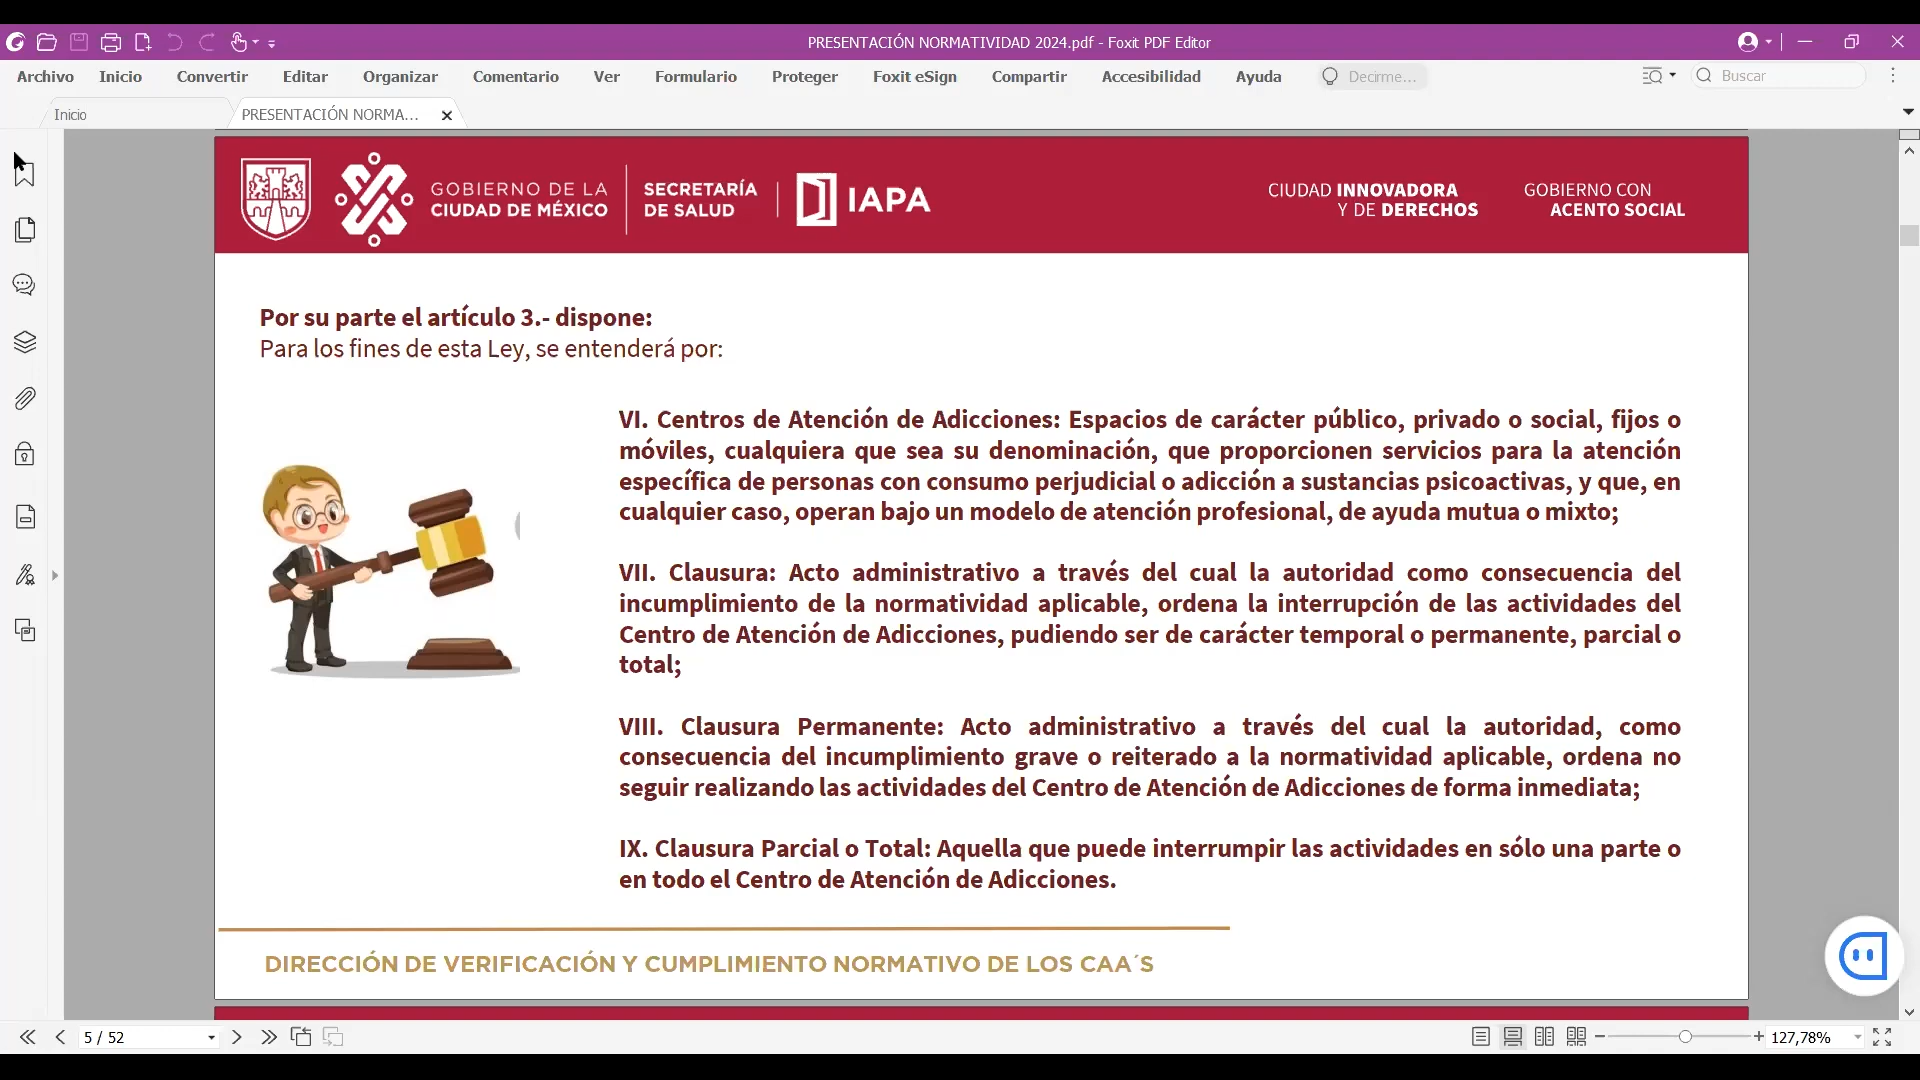 PRESENTACIÓN NORMATIVIDAD 2024.pdf - Foxit PDF Editor
Archivo Inicio Convertir Editar Organizar Comentario Ver Formulario Proteger Foxit eSign Compartir Accesibilidad Ayuda Decirme... Buscar
Inicio PRESENTACIÓN NORMA...
GOBIERNO DE LA
CIUDAD DE MÉXICO
SECRETARÍA
DE SALUD
IAPA
CIUDAD INNOVADORA
Y DE DERECHOS
GOBIERNO CON
ACENTO SOCIAL
Por su parte el artículo 3.- dispone:
Para los fines de esta Ley, se entenderá por:
VI. Centros de Atención de Adicciones: Espacios de carácter público, privado o social, fijos o
móviles, cualquiera que sea su denominación, que proporcionen servicios para la atención
específica de personas con consumo perjudicial o adicción a sustancias psicoactivas, y que, en
cualquier caso, operan bajo un modelo de atención profesional, de ayuda mutua o mixto;
VII. Clausura: Acto administrativo a través del cual la autoridad como consecuencia del
incumplimiento de la normatividad aplicable, ordena la interrupción de las actividades del
Centro de Atención de Adicciones, pudiendo ser de carácter temporal o permanente, parcial o
total;
VIII. Clausura Permanente: Acto administrativo a través del cual la autoridad, como
consecuencia del incumplimiento grave o reiterado a la normatividad aplicable, ordena no
seguir realizando las actividades del Centro de Atención de Adicciones de forma inmediata;
IX. Clausura Parcial o Total: Aquella que puede interrumpir las actividades en sólo una parte o
en todo el Centro de Atención de Adicciones.
DIRECCIÓN DE VERIFICACIÓN Y CUMPLIMIENTO NORMATIVO DE LOS CAA´S
5 / 52 127,78%